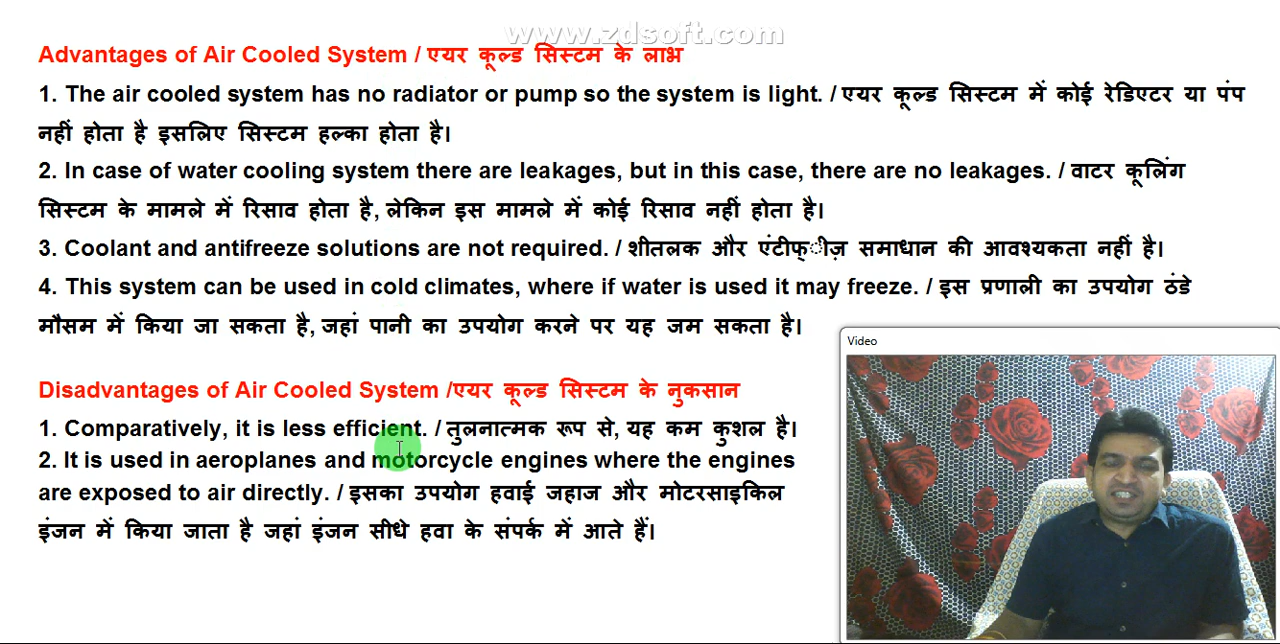 www.zdsoft.com
Advantages of Air Cooled System / एयर कूल्ड सिस्टम के लाभ
1. The air cooled system has no radiator or pump so the system is light. / एयर कूल्ड सिस्टम में कोई रेडिएटर या पंप
नहीं होता है इसलिए सिस्टम हल्का होता है।
2. In case of water cooling system there are leakages, but in this case, there are no leakages. / वाटर कूलिंग
सिस्टम के मामले में रिसाव होता है, लेकिन इस मामले में कोई रिसाव नहीं होता है।
3. Coolant and antifreeze solutions are not required. / शीतलक और एंटीफ्ीज़ समाधान की आवश्यकता नहीं है।
4. This system can be used in cold climates, where if water is used it may freeze. / इस प्रणाली का उपयोग ठंडे
मौसम में किया जा सकता है, जहां पानी का उपयोग करने पर यह जम सकता है।
Video
Disadvantages of Air Cooled System /एयर कूल्ड सिस्टम के नुकसान
1. Comparatively, it is less efficient. / तुलनात्मक रूप से, यह कम कुशल है।
2. It is used in aeroplanes and motorcycle engines where the engines
are exposed to air directly. / इसका उपयोग हवाई जहाज और मोटरसाइकिल
इंजन में किया जाता है जहां इंजन सीधे हवा के संपर्क में आते हैं।